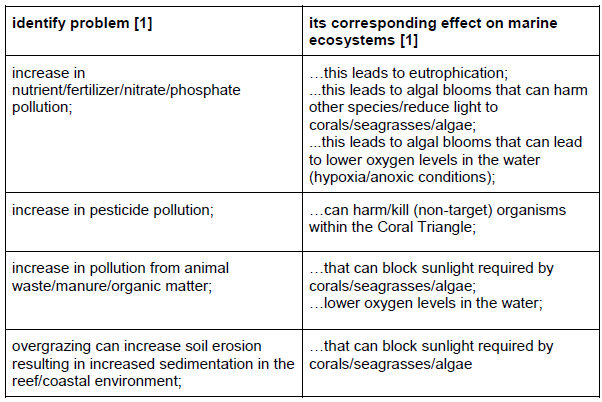 identify problem [1]
its corresponding effect on marine
ecosystems [1]
increase in
nutrient/fertilizer/nitrate/phosphate
pollution;
…this leads to eutrophication;
...this leads to algal blooms that can harm
other species/reduce light to
corals/seagrasses/algae;
...this leads to algal blooms that can lead
to lower oxygen levels in the water
(hypoxia/anoxic conditions);
increase in pesticide pollution;
…can harm/kill (non-target) organisms
within the Coral Triangle;
increase in pollution from animal
waste/manure/organic matter;
…that can block sunlight required by
corals/seagrasses/algae;
…lower oxygen levels in the water;
overgrazing can increase soil erosion
resulting in increased sedimentation in the
reef/coastal environment;
…that can block sunlight required by
corals/seagrasses/algae